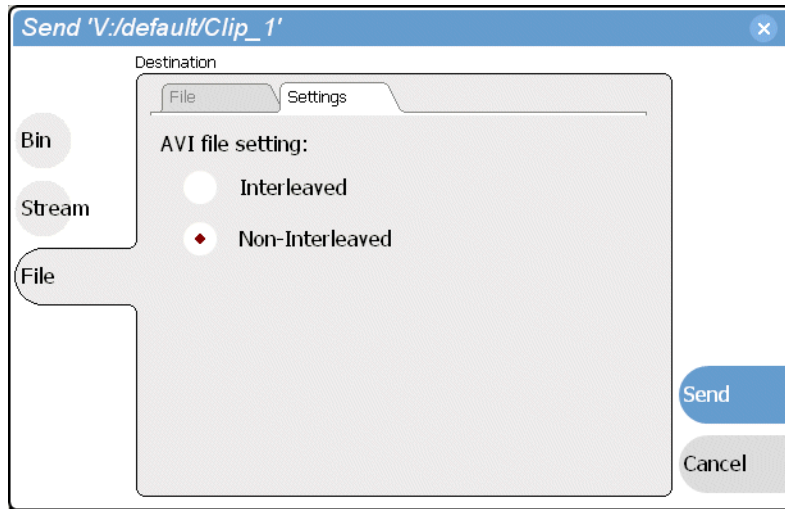 Send 'V:/default/Clip_1'
Destination
File
Settings
Bin
AVI file setting:
Interleaved
Stream
Non-Interleaved
File
Send
Cancel